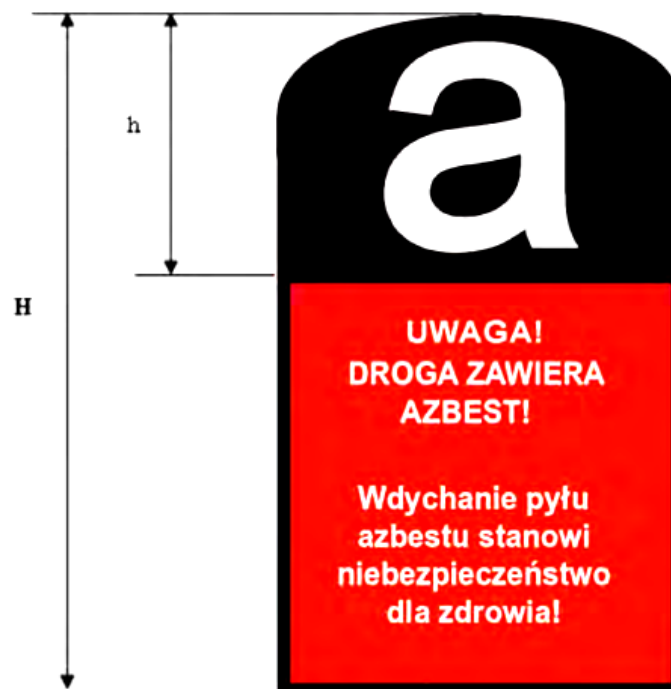 h
a
H
UWAGA!
DROGA ZAWIERA
AZBEST!
Wdychanie pyłu
azbestu stanowi
niebezpieczeństwo
dla zdrowia!